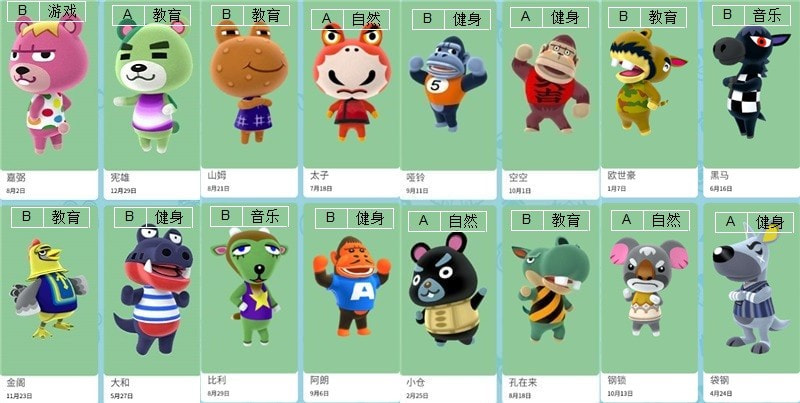 B 游戏
A 教育
B 教育
A 自然
B 健身
A 健身
B 教育
B 音乐
5
大吉
嘉弼
8月2日
宪雄
12月29日
山姆
8月21日
太子
7月18日
哑铃
9月11日
空空
10月1日
欧世豪
1月7日
黑马
6月16日
B 教育
B 健身
B 音乐
B 健身
A 自然
B 教育
A 自然
A 健身
A
金阁
11月23日
大和
5月27日
比利
8月29日
阿朗
9月6日
小仓
2月25日
孔在来
8月18日
钢锁
10月13日
袋钢
4月24日